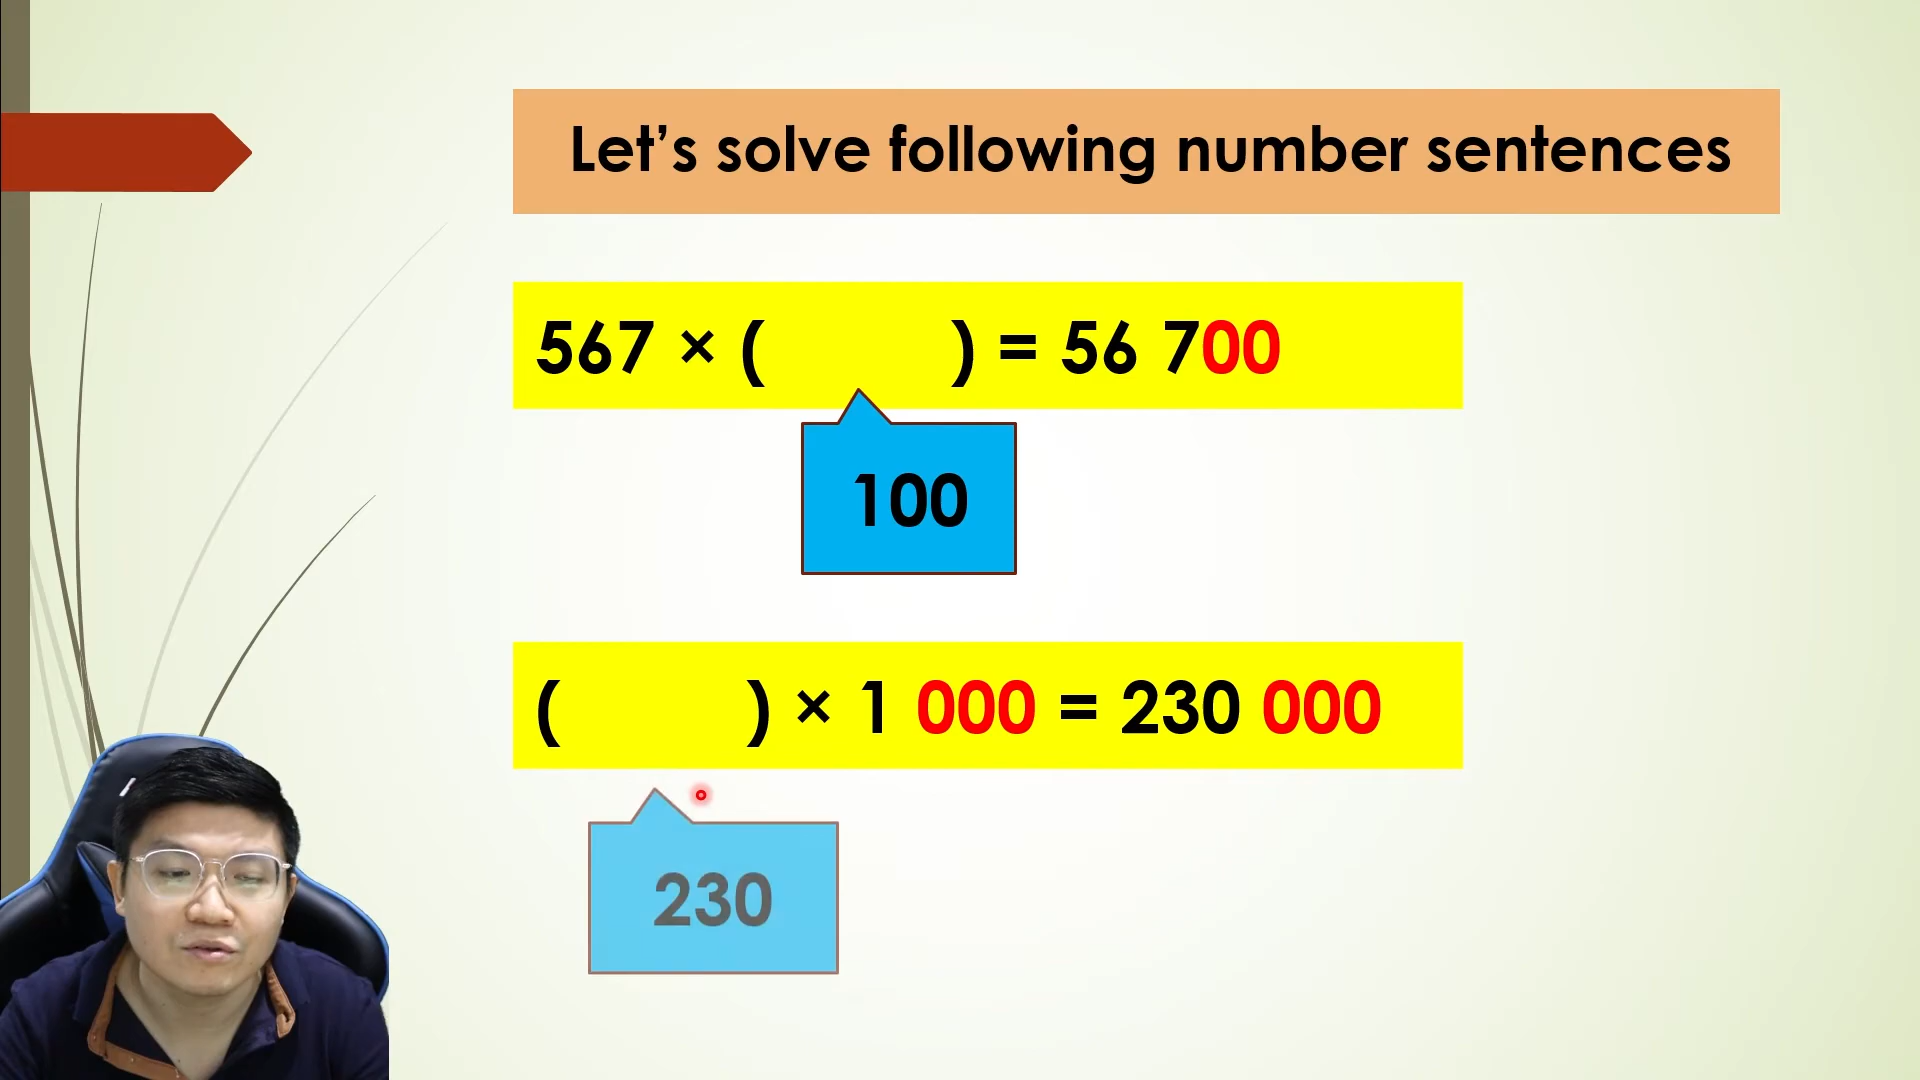 Let’s solve following number sentences
567 × (          ) = 56 700
100
(          ) × 1 000 = 230 000
230